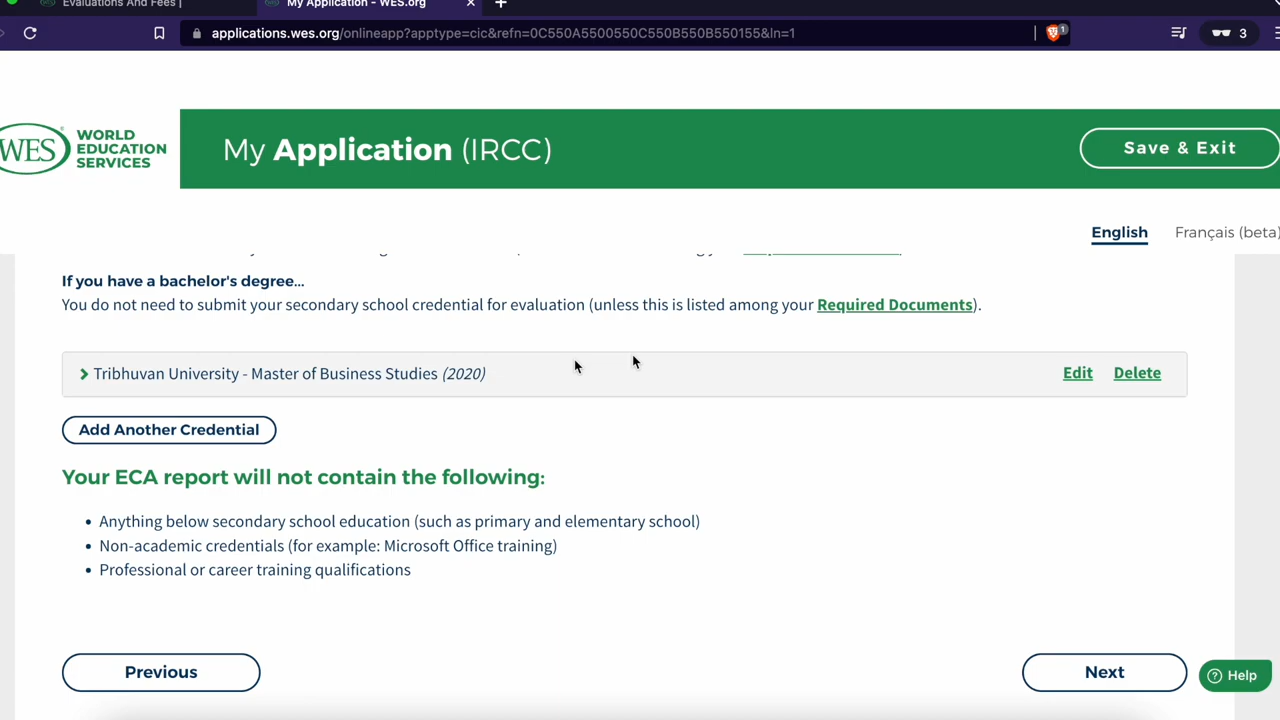 Evaluations And Fees |
My Application - WES.org
applications.wes.org/onlineapp?apptype=cic&refn=0C550A5500550C550B550B550155&ln=1
1
3
WES
WORLD
EDUCATION
SERVICES
My Application (IRCC)
Save & Exit
English
Français (beta)
If you have a bachelor's degree...
You do not need to submit your secondary school credential for evaluation (unless this is listed among your Required Documents).
Tribhuvan University - Master of Business Studies (2020)
Edit
Delete
Add Another Credential
Your ECA report will not contain the following:
• Anything below secondary school education (such as primary and elementary school)
• Non-academic credentials (for example: Microsoft Office training)
• Professional or career training qualifications
Previous
Next
Help